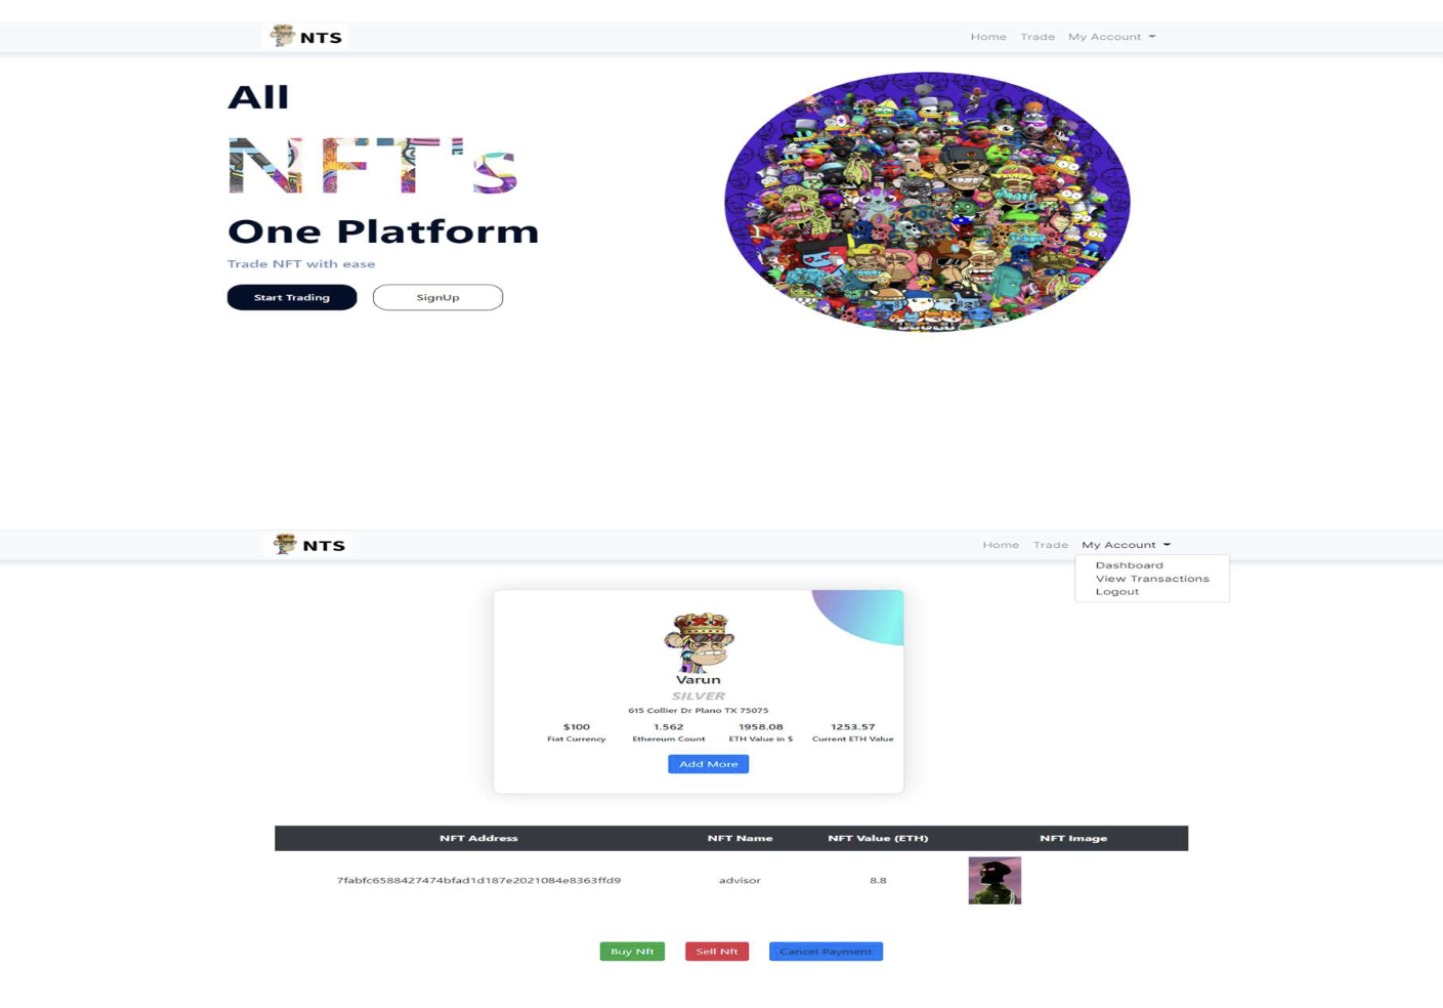 NTS
Home Trade My Account
All
NFT's
One Platform
Trade NFT with ease
Start Trading SignUp
NTS
Home Trade My Account
Dashboard
View Transactions
Logout
Varun
SILVER
615 Collier Dr Plano TX 75075
$100 1.562 1958.08 1253.57
Fiat Currency Ethereum Count ETH Value in $ Current ETH Value
Add More
NFT Address NFT Name NFT Value (ETH) NFT Image
7fabfc6588427474bfad1d187e2021084e8363ffd9 advisor 8.8
Buy Nft Sell Nft Cancel Payment